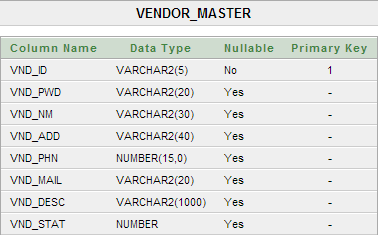 VENDOR_MASTER
Column Name Data Type Nullable Primary Key
VND_ID VARCHAR2(5) No 1
VND_PWD VARCHAR2(20) Yes -
VND_NM VARCHAR2(30) Yes -
VND_ADD VARCHAR2(40) Yes -
VND_PHN NUMBER(15,0) Yes -
VND_MAIL VARCHAR2(20) Yes -
VND_DESC VARCHAR2(1000) Yes -
VND_STAT NUMBER Yes -